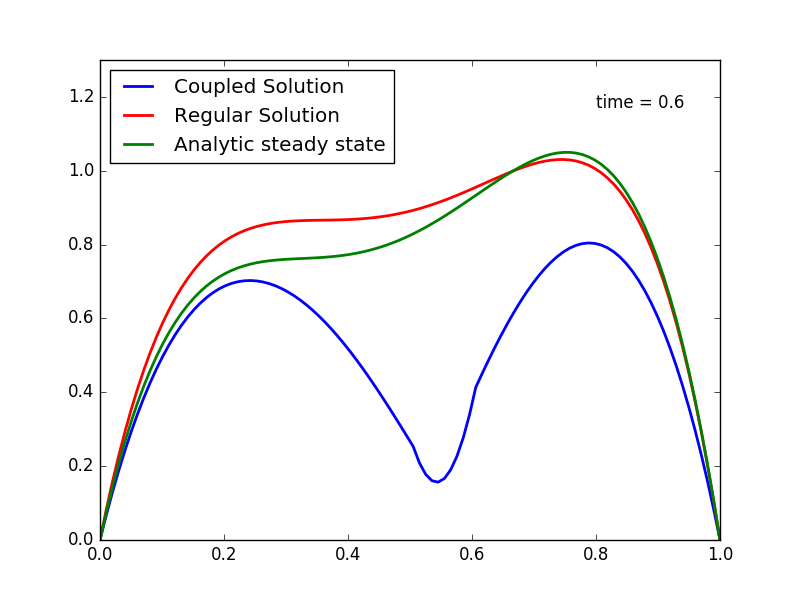 1.2
1.0
0.8
0.6
0.4
0.2
0.0
Coupled Solution
Regular Solution
Analytic steady state
time = 0.6
0.0 0.2 0.4 0.6 0.8 1.0